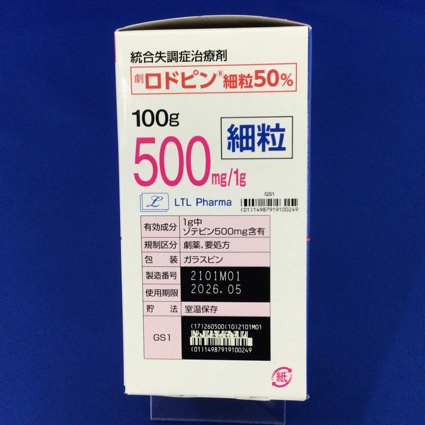 統合失調症治療剤
劇 ロドピン®細粒50%
100g
細粒
500mg/1g
L LTL Pharma
GS1
(01)14987919100249
有効成分 1g中
ゾテピン500mg含有
規制区分 劇薬、要処方
包装 ガラスビン
製造番号 2101M01
使用期限 2026.05
貯法 室温保存
GS1
(17)260500(10)2101M01
(01)14987919100249
紙